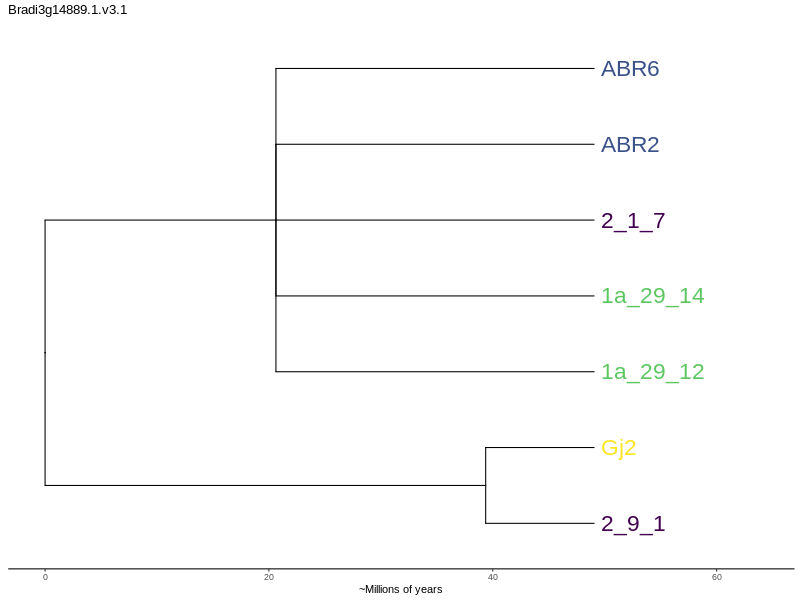 Bradi3g14889.1.v3.1
ABR6
ABR2
2_1_7
1a_29_14
1a_29_12
Gj2
2_9_1
0 20 40 60
~Millions of years